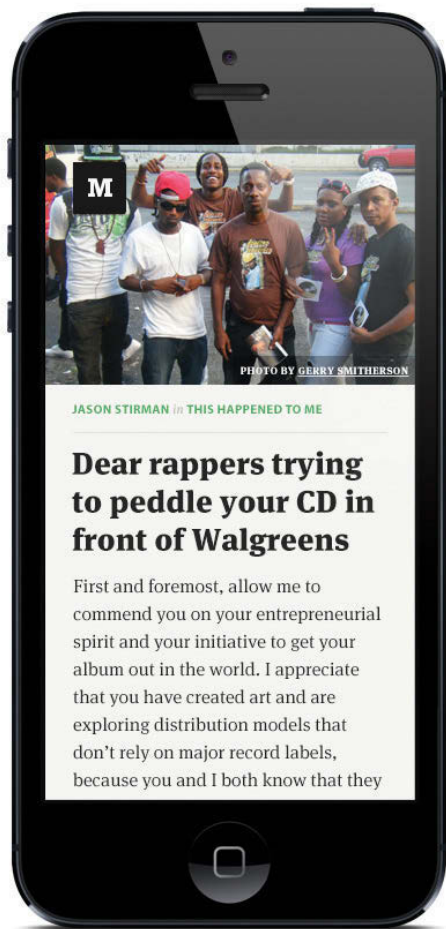 M
PHOTO BY GERRY SMITHERSON
JASON STIRMAN in THIS HAPPENED TO ME
Dear rappers trying
to peddle your CD in
front of Walgreens
First and foremost, allow me to
commend you on your entrepreneurial
spirit and your initiative to get your
album out in the world. I appreciate
that you have created art and are
exploring distribution models that
don’t rely on major record labels,
because you and I both know that they